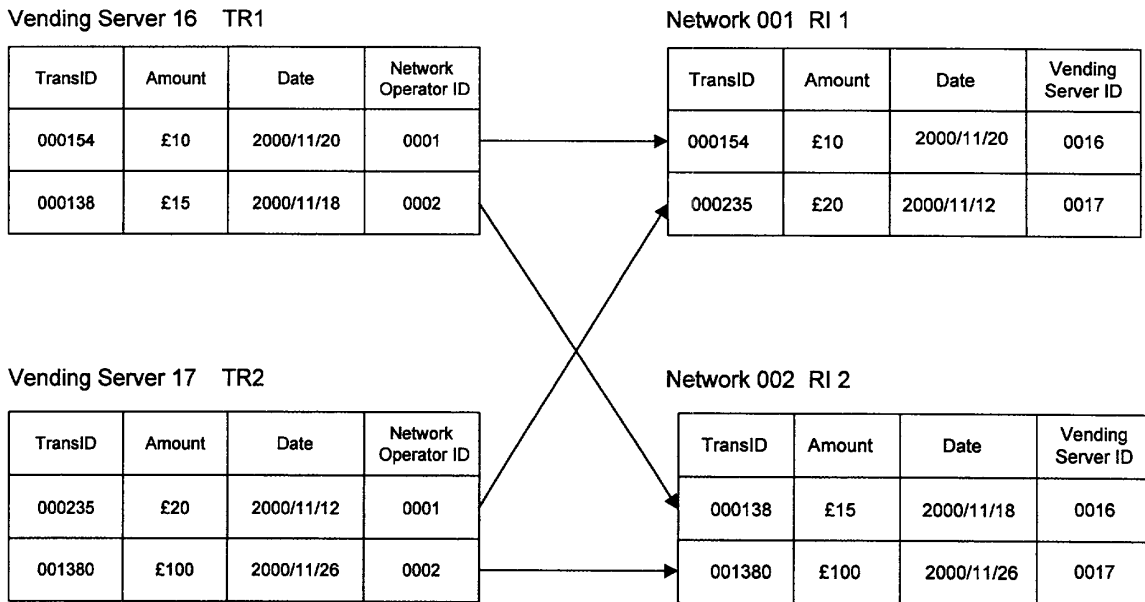 Vending Server 16 TR1
TransID Amount Date Network Operator ID
000154 £10 2000/11/20 0001
000138 £15 2000/11/18 0002
Network 001 RI 1
TransID Amount Date Vending Server ID
000154 £10 2000/11/20 0016
000235 £20 2000/11/12 0017
Vending Server 17 TR2
TransID Amount Date Network Operator ID
000235 £20 2000/11/12 0001
001380 £100 2000/11/26 0002
Network 002 RI 2
TransID Amount Date Vending Server ID
000138 £15 2000/11/18 0016
001380 £100 2000/11/26 0017